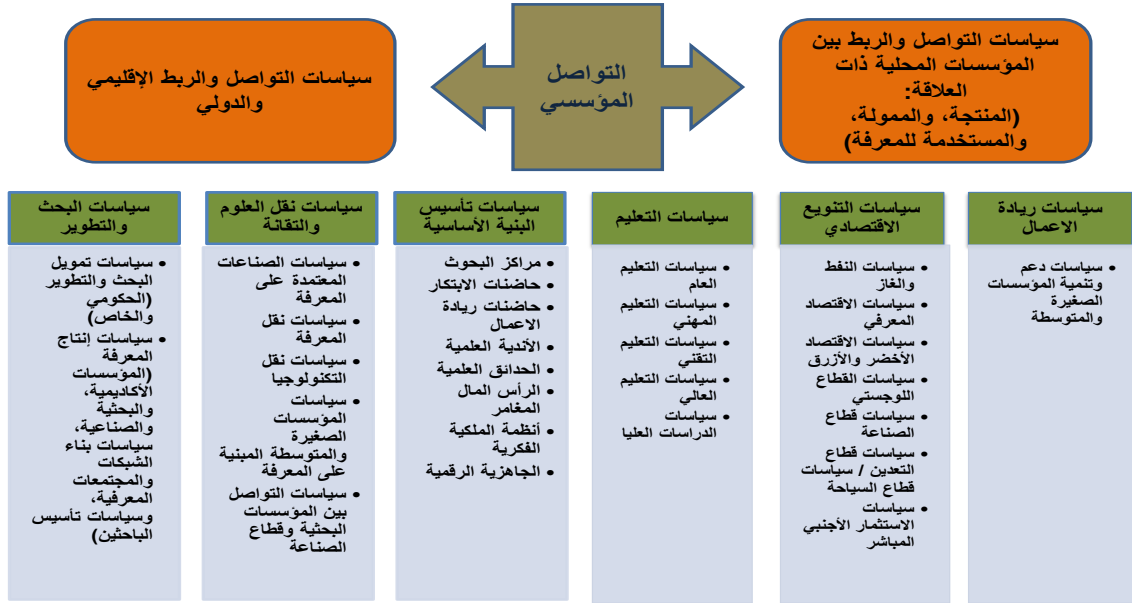 سياسات التواصل والربط بين
المؤسسات المحلية ذات
العلاقة:
(المنتجة، والممولة،
والمستخدمة للمعرفة)
التواصل
المؤسسي
سياسات التواصل والربط الإقليمي
والدولي
سياسات ريادة
الاعمال
• سياسات دعم
وتنمية المؤسسات
الصغيرة
والمتوسطة
سياسات التنويع
الاقتصادي
• سياسات النفط
والغاز
• سياسات الاقتصاد
المعرفي
• سياسات الاقتصاد
الأخضر والأزرق
• سياسات القطاع
اللوجستي
• سياسات قطاع
الصناعة
• سياسات قطاع
التعدين / سياسات
قطاع السياحة
• سياسات
الاستثمار الأجنبي
المباشر
سياسات التعليم
• سياسات التعليم
العام
• سياسات التعليم
المهني
• سياسات التعليم
التقني
• سياسات التعليم
العالي
• سياسات
الدراسات العليا
سياسات تأسيس
البنية الأساسية
• مراكز البحوث
• حاضنات الابتكار
• حاضنات ريادة
الاعمال
• الأندية العلمية
• الحدائق العلمية
• الرأس المال
المغامر
• أنظمة الملكية
الفكرية
• الجاهزية الرقمية
سياسات نقل العلوم
والتقانة
• سياسات الصناعات
المعتمدة على
المعرفة
• سياسات نقل
المعرفة
• سياسات نقل
التكنولوجيا
• سياسات
المؤسسات
الصغيرة
والمتوسطة المبنية
على المعرفة
• سياسات التواصل
بين المؤسسات
البحثية وقطاع
الصناعة
سياسات البحث
والتطوير
• سياسات تمويل
البحث والتطوير
(الحكومي
والخاص)
• سياسات إنتاج
المعرفة
(المؤسسات
الأكاديمية،
والبحثية
والصناعية،
سياسات بناء
الشبكات
والمجتمعات
المعرفية،
وسياسات تأسيس
الباحثين)